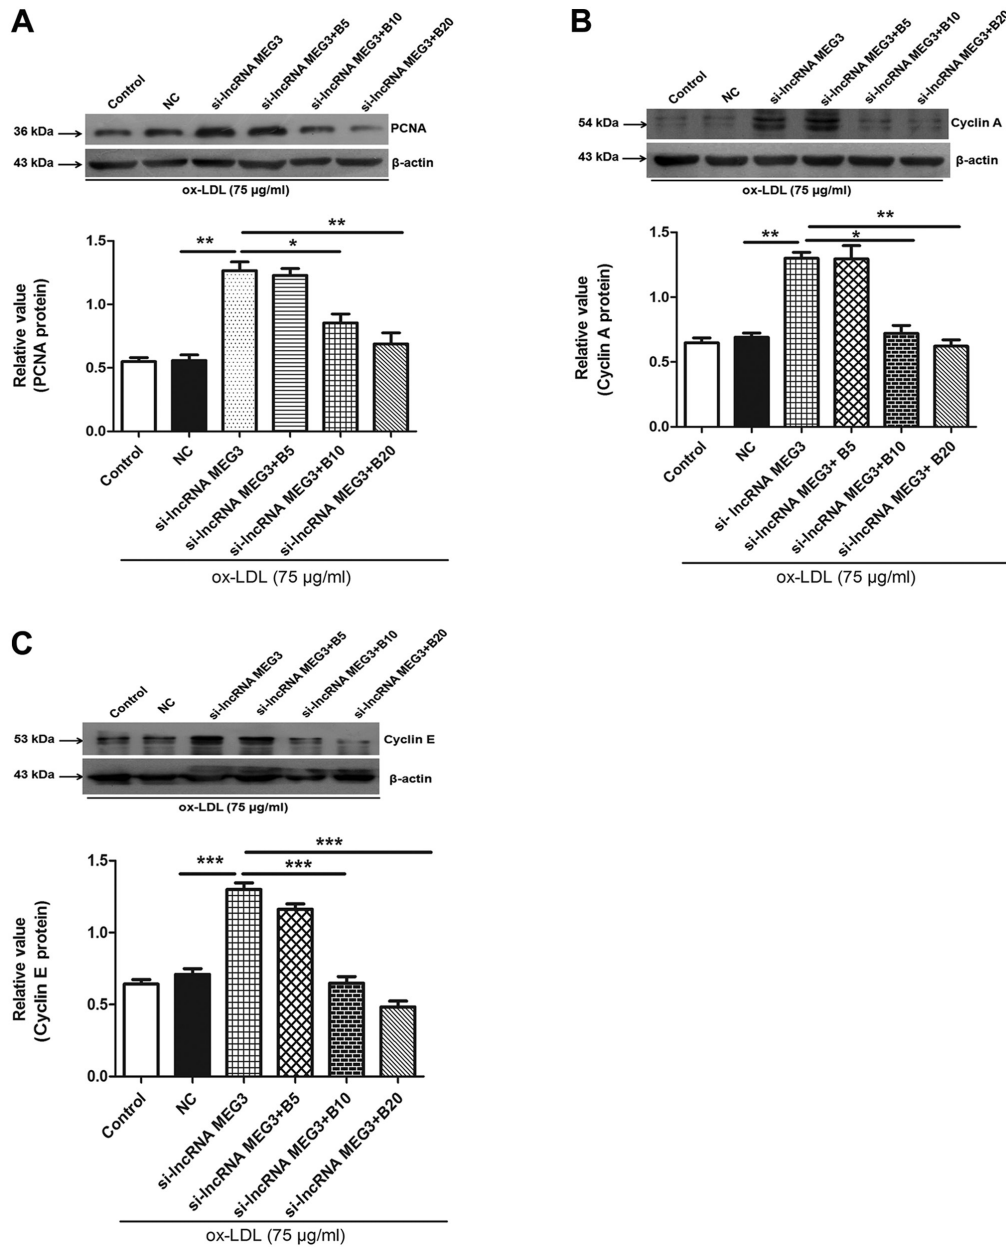 A
Control
NC
si-lncRNA MEG3
si-lncRNA MEG3+B5
si-lncRNA MEG3+B10
si-lncRNA MEG3+B20
36 kDa
PCNA
43 kDa
β-actin
ox-LDL (75 µg/ml)
Relative value
(PCNA protein)
1.5
1.0
0.5
0.0
**
*
**
Control
NC
si-lncRNA MEG3
si-lncRNA MEG3+B5
si-lncRNA MEG3+B10
si-lncRNA MEG3+B20
ox-LDL (75 µg/ml)
B
Control
NC
si-lncRNA MEG3
si-lncRNA MEG3+B5
si-lncRNA MEG3+B10
si-lncRNA MEG3+B20
54 kDa
Cyclin A
43 kDa
β-actin
ox-LDL (75 µg/ml)
Relative value
(Cyclin A protein)
1.5
1.0
0.5
0.0
**
*
**
Control
NC
si- lncRNA MEG3
si-lncRNA MEG3+ B5
si-lncRNA MEG3+B10
si-lncRNA MEG3+ B20
ox-LDL (75 µg/ml)
C
Control
NC
si-lncRNA MEG3
si-lncRNA MEG3+B5
si-lncRNA MEG3+B10
si-lncRNA MEG3+B20
53 kDa
Cyclin E
43 kDa
β-actin
ox-LDL (75 µg/ml)
Relative value
(Cyclin E protein)
1.5
1.0
0.5
0.0
***
***
***
Control
NC
si-lncRNA MEG3
si-lncRNA MEG3+B5
si-lncRNA MEG3+B10
si-lncRNA MEG3+B20
ox-LDL (75 µg/ml)